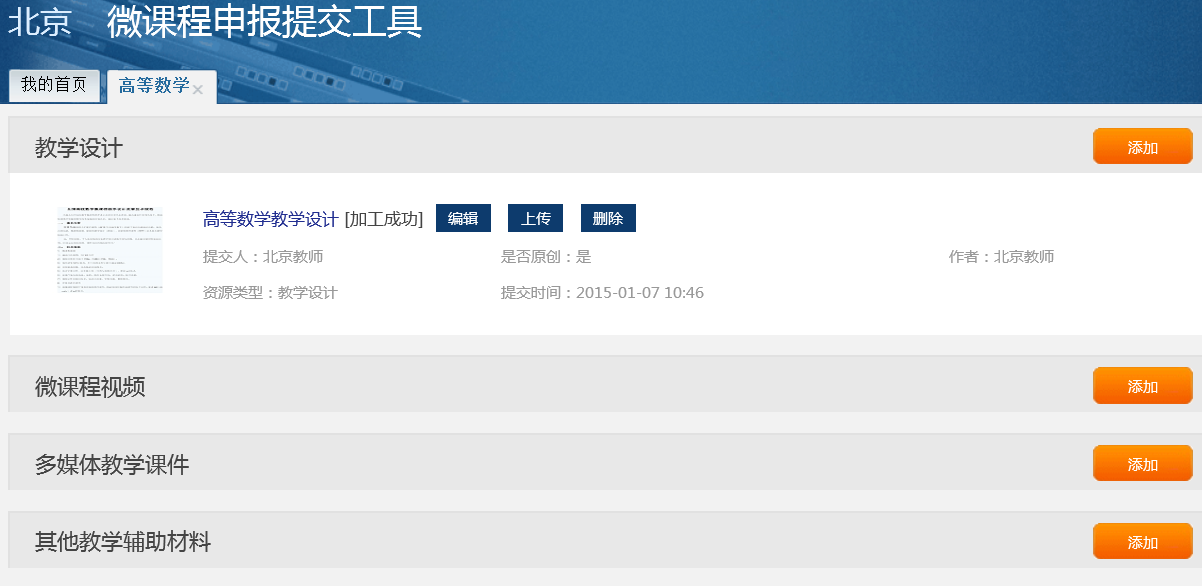 北京 微课程申报提交工具
我的首页 高等数学
教学设计 添加
高等数学教学设计 [加工成功] 编辑 上传 删除
提交人：北京教师 是否原创：是 作者：北京教师
资源类型：教学设计 提交时间：2015-01-07 10:46
微课程视频 添加
多媒体教学课件 添加
其他教学辅助材料 添加